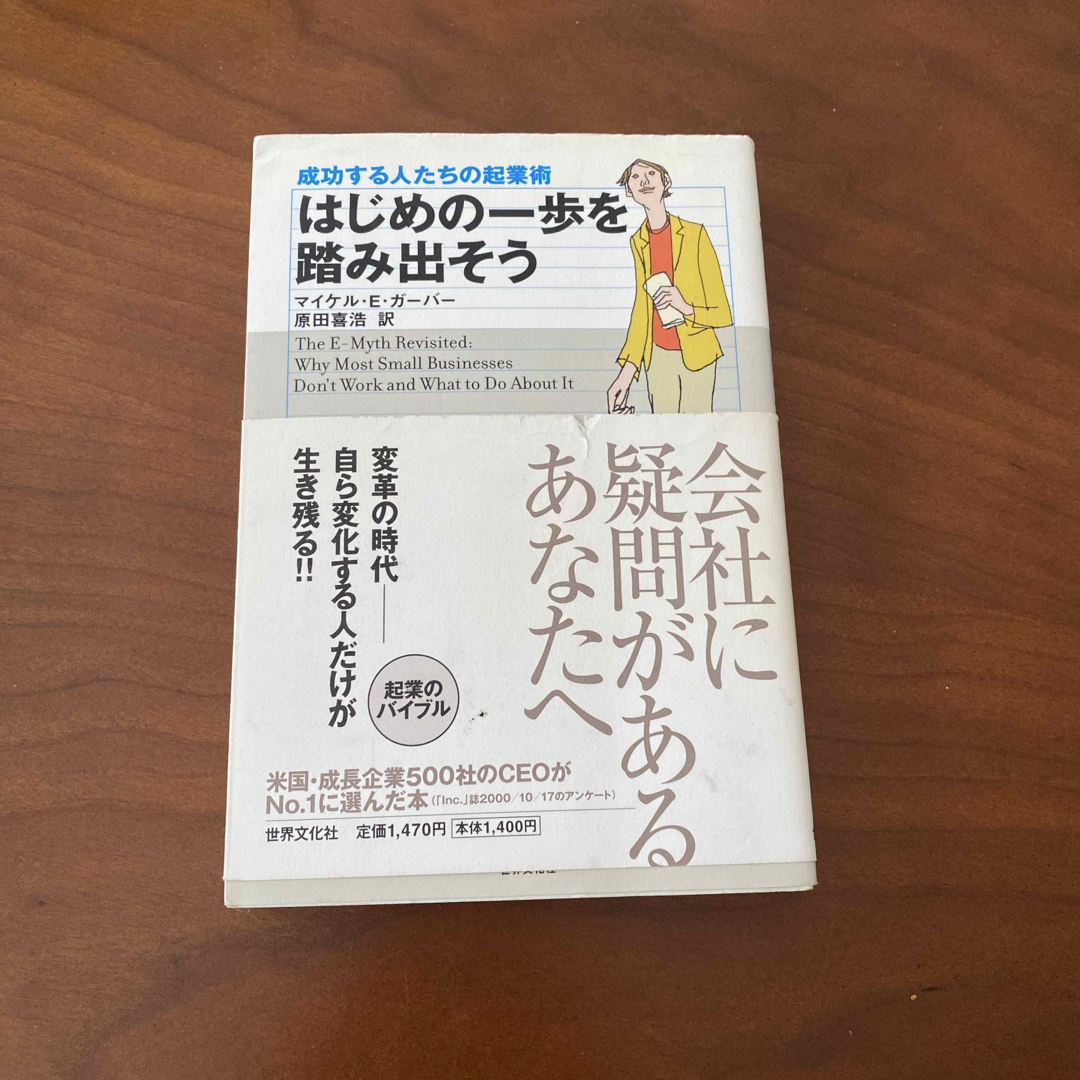 成功する人たちの起業術
はじめの一歩を
踏み出そう
マイケル・E・ガーバー
原田喜浩 訳
The E-Myth Revisited:
Why Most Small Businesses
Don't Work and What to Do About It
会社に
疑問がある
あなたへ
変革の時代――
自ら変化する人だけが
生き残る!!
起業の
バイブル
米国・成長企業500社のCEOが
No.1に選んだ本(「Inc.」誌2000/10/17のアンケート)
世界文化社 定価1,470円 本体1,400円